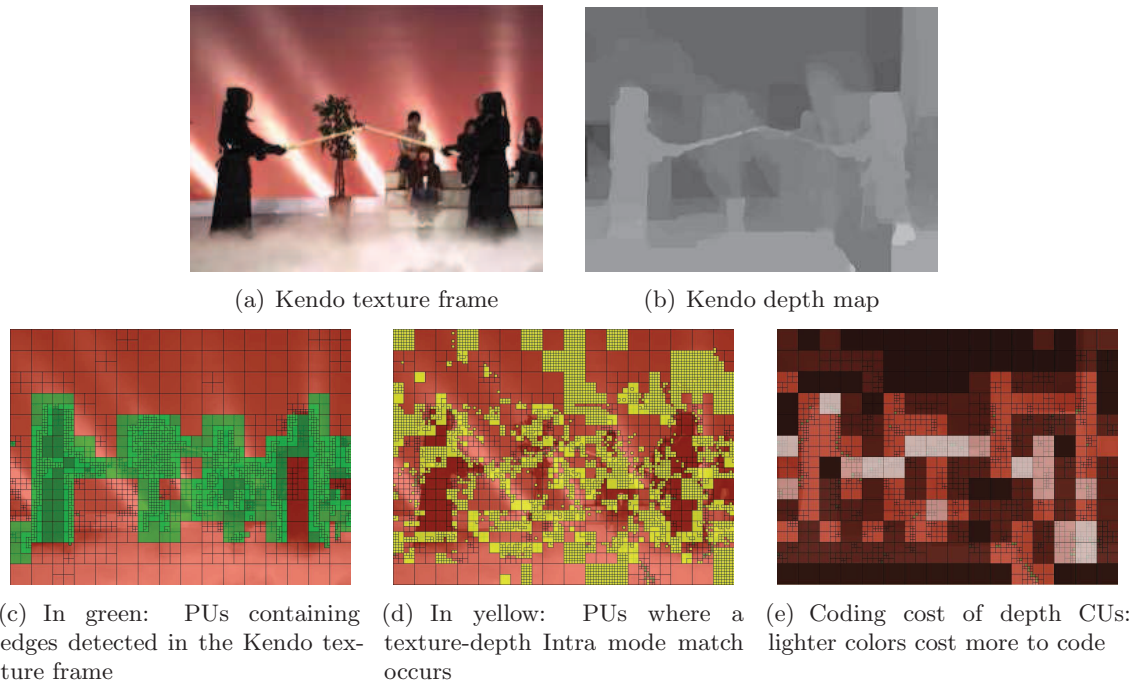 (a) Kendo texture frame
(b) Kendo depth map
(c) In green: PUs containing
edges detected in the Kendo tex-
ture frame
(d) In yellow: PUs where a
texture-depth Intra mode match
occurs
(e) Coding cost of depth CUs:
lighter colors cost more to code